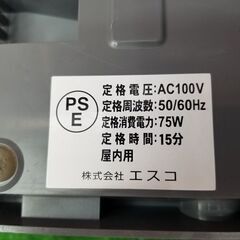 PS
E
定格電圧:AC100V
定格周波数:50/60Hz
定格消費電力:75W
定格時間:15分
屋内用
株式会社 エスコ